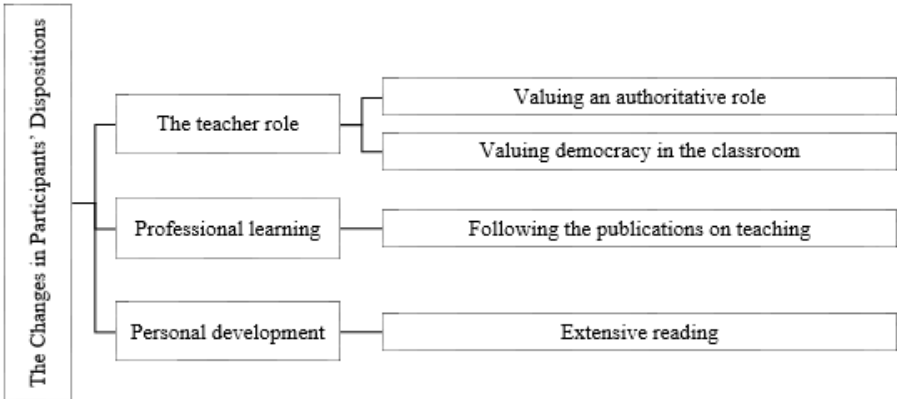 The Changes in Participants' Dispositions
The teacher role
Valuing an authoritative role
Valuing democracy in the classroom
Professional learning
Following the publications on teaching
Personal development
Extensive reading